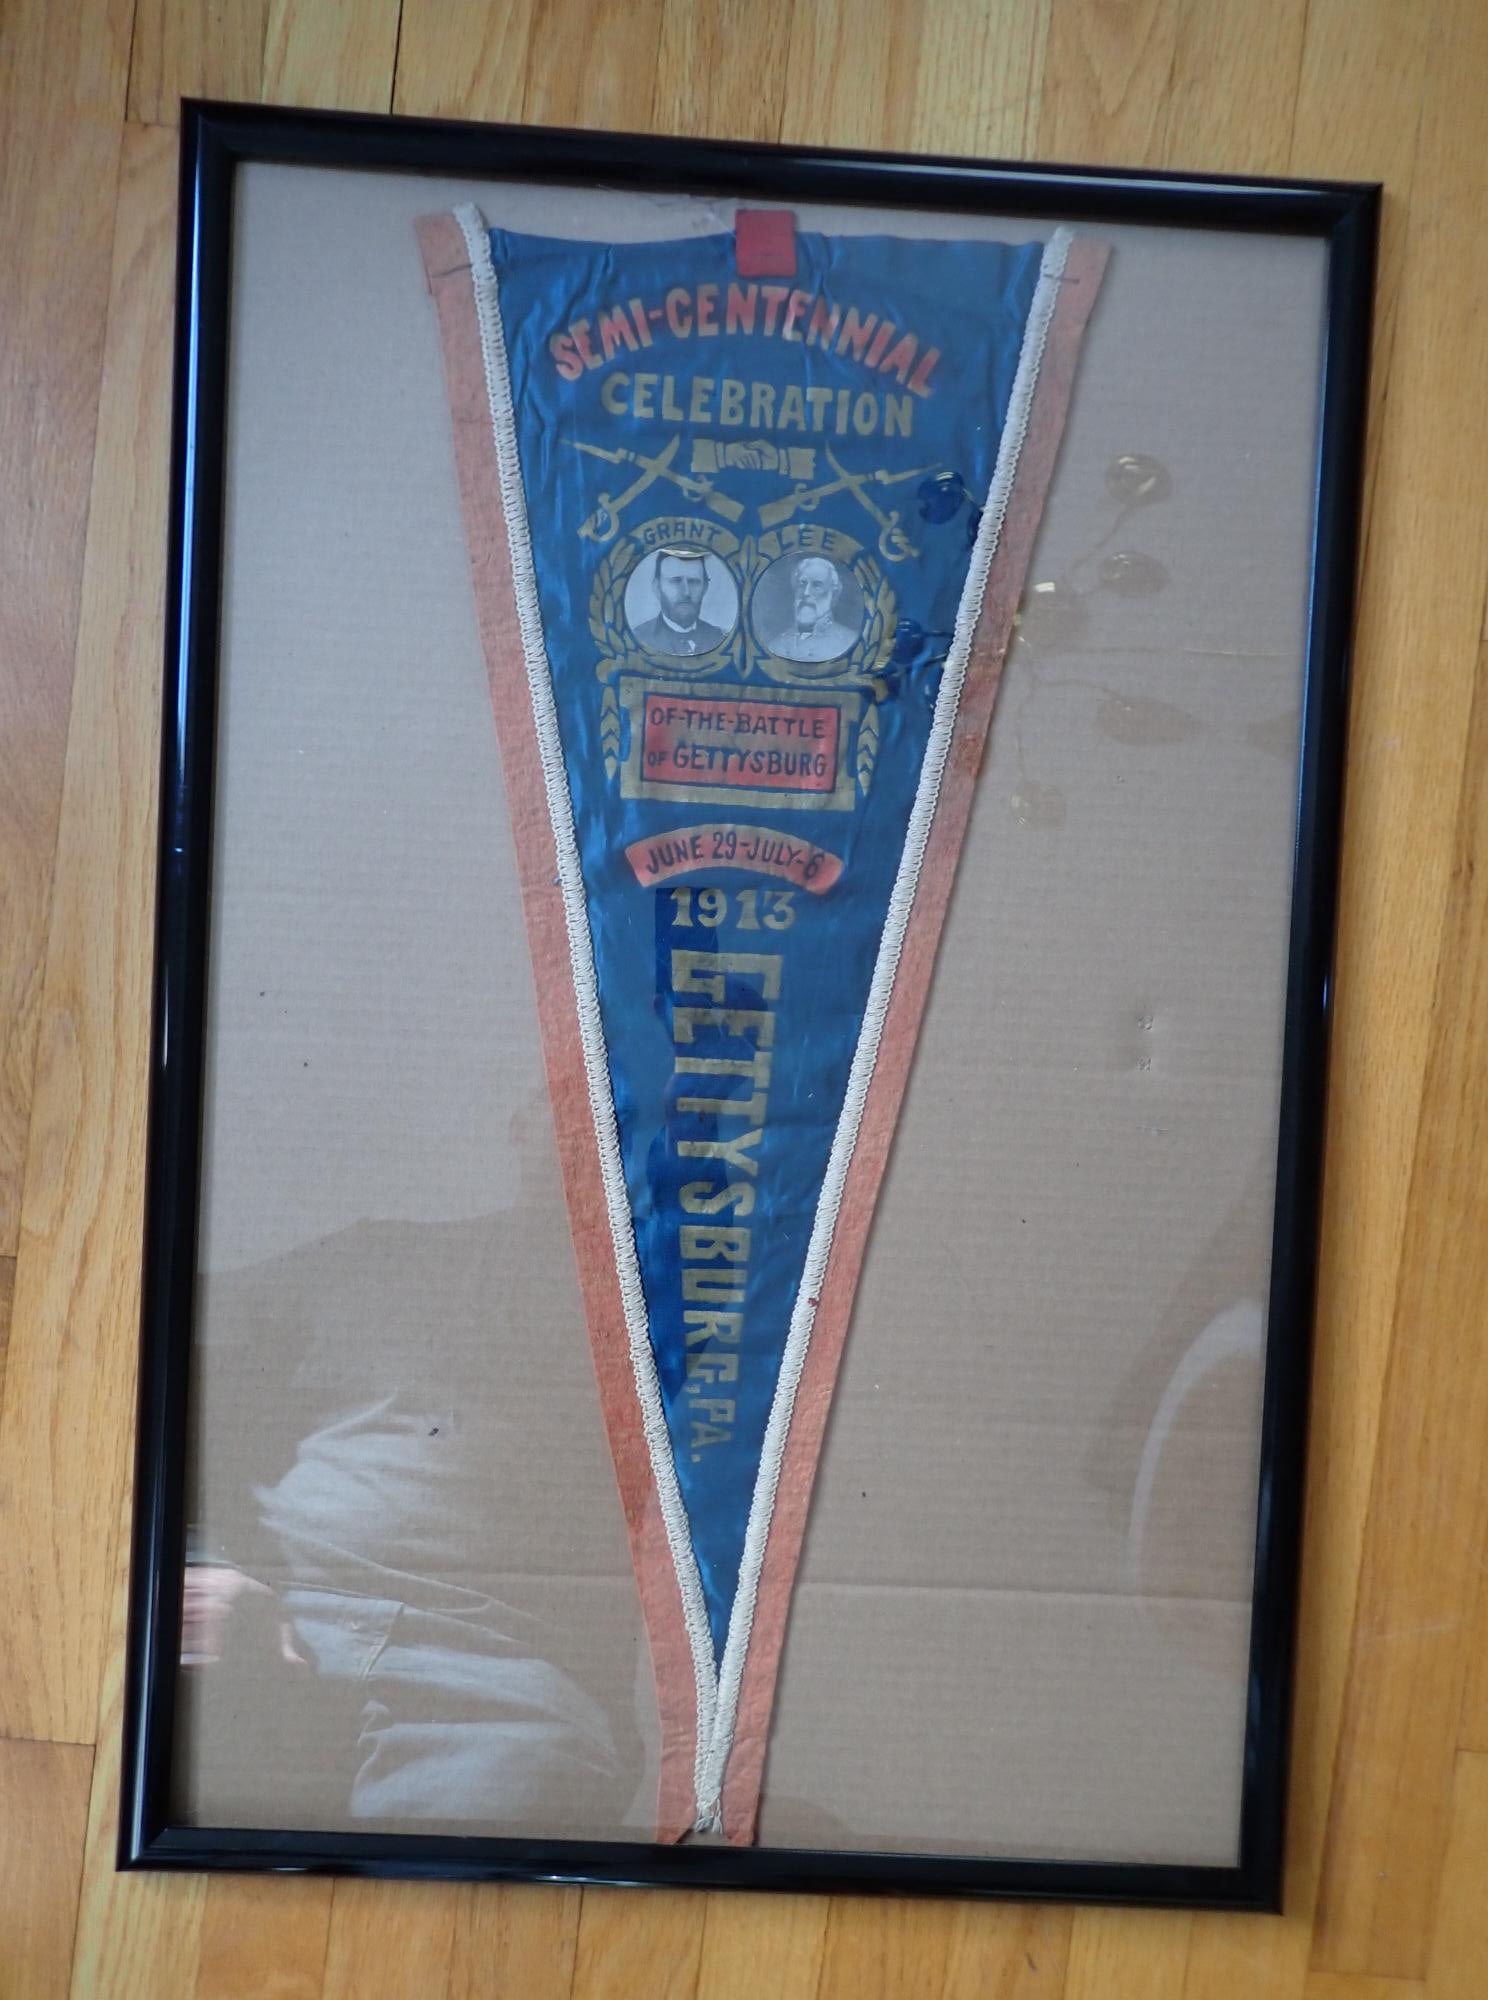 SEMI-CENTENNIAL
CELEBRATION
GRANT LEE
OF-THE-BATTLE
OF GETTYSBURG
JUNE 29-JULY-6
1913
GETTYSBURG, PA.